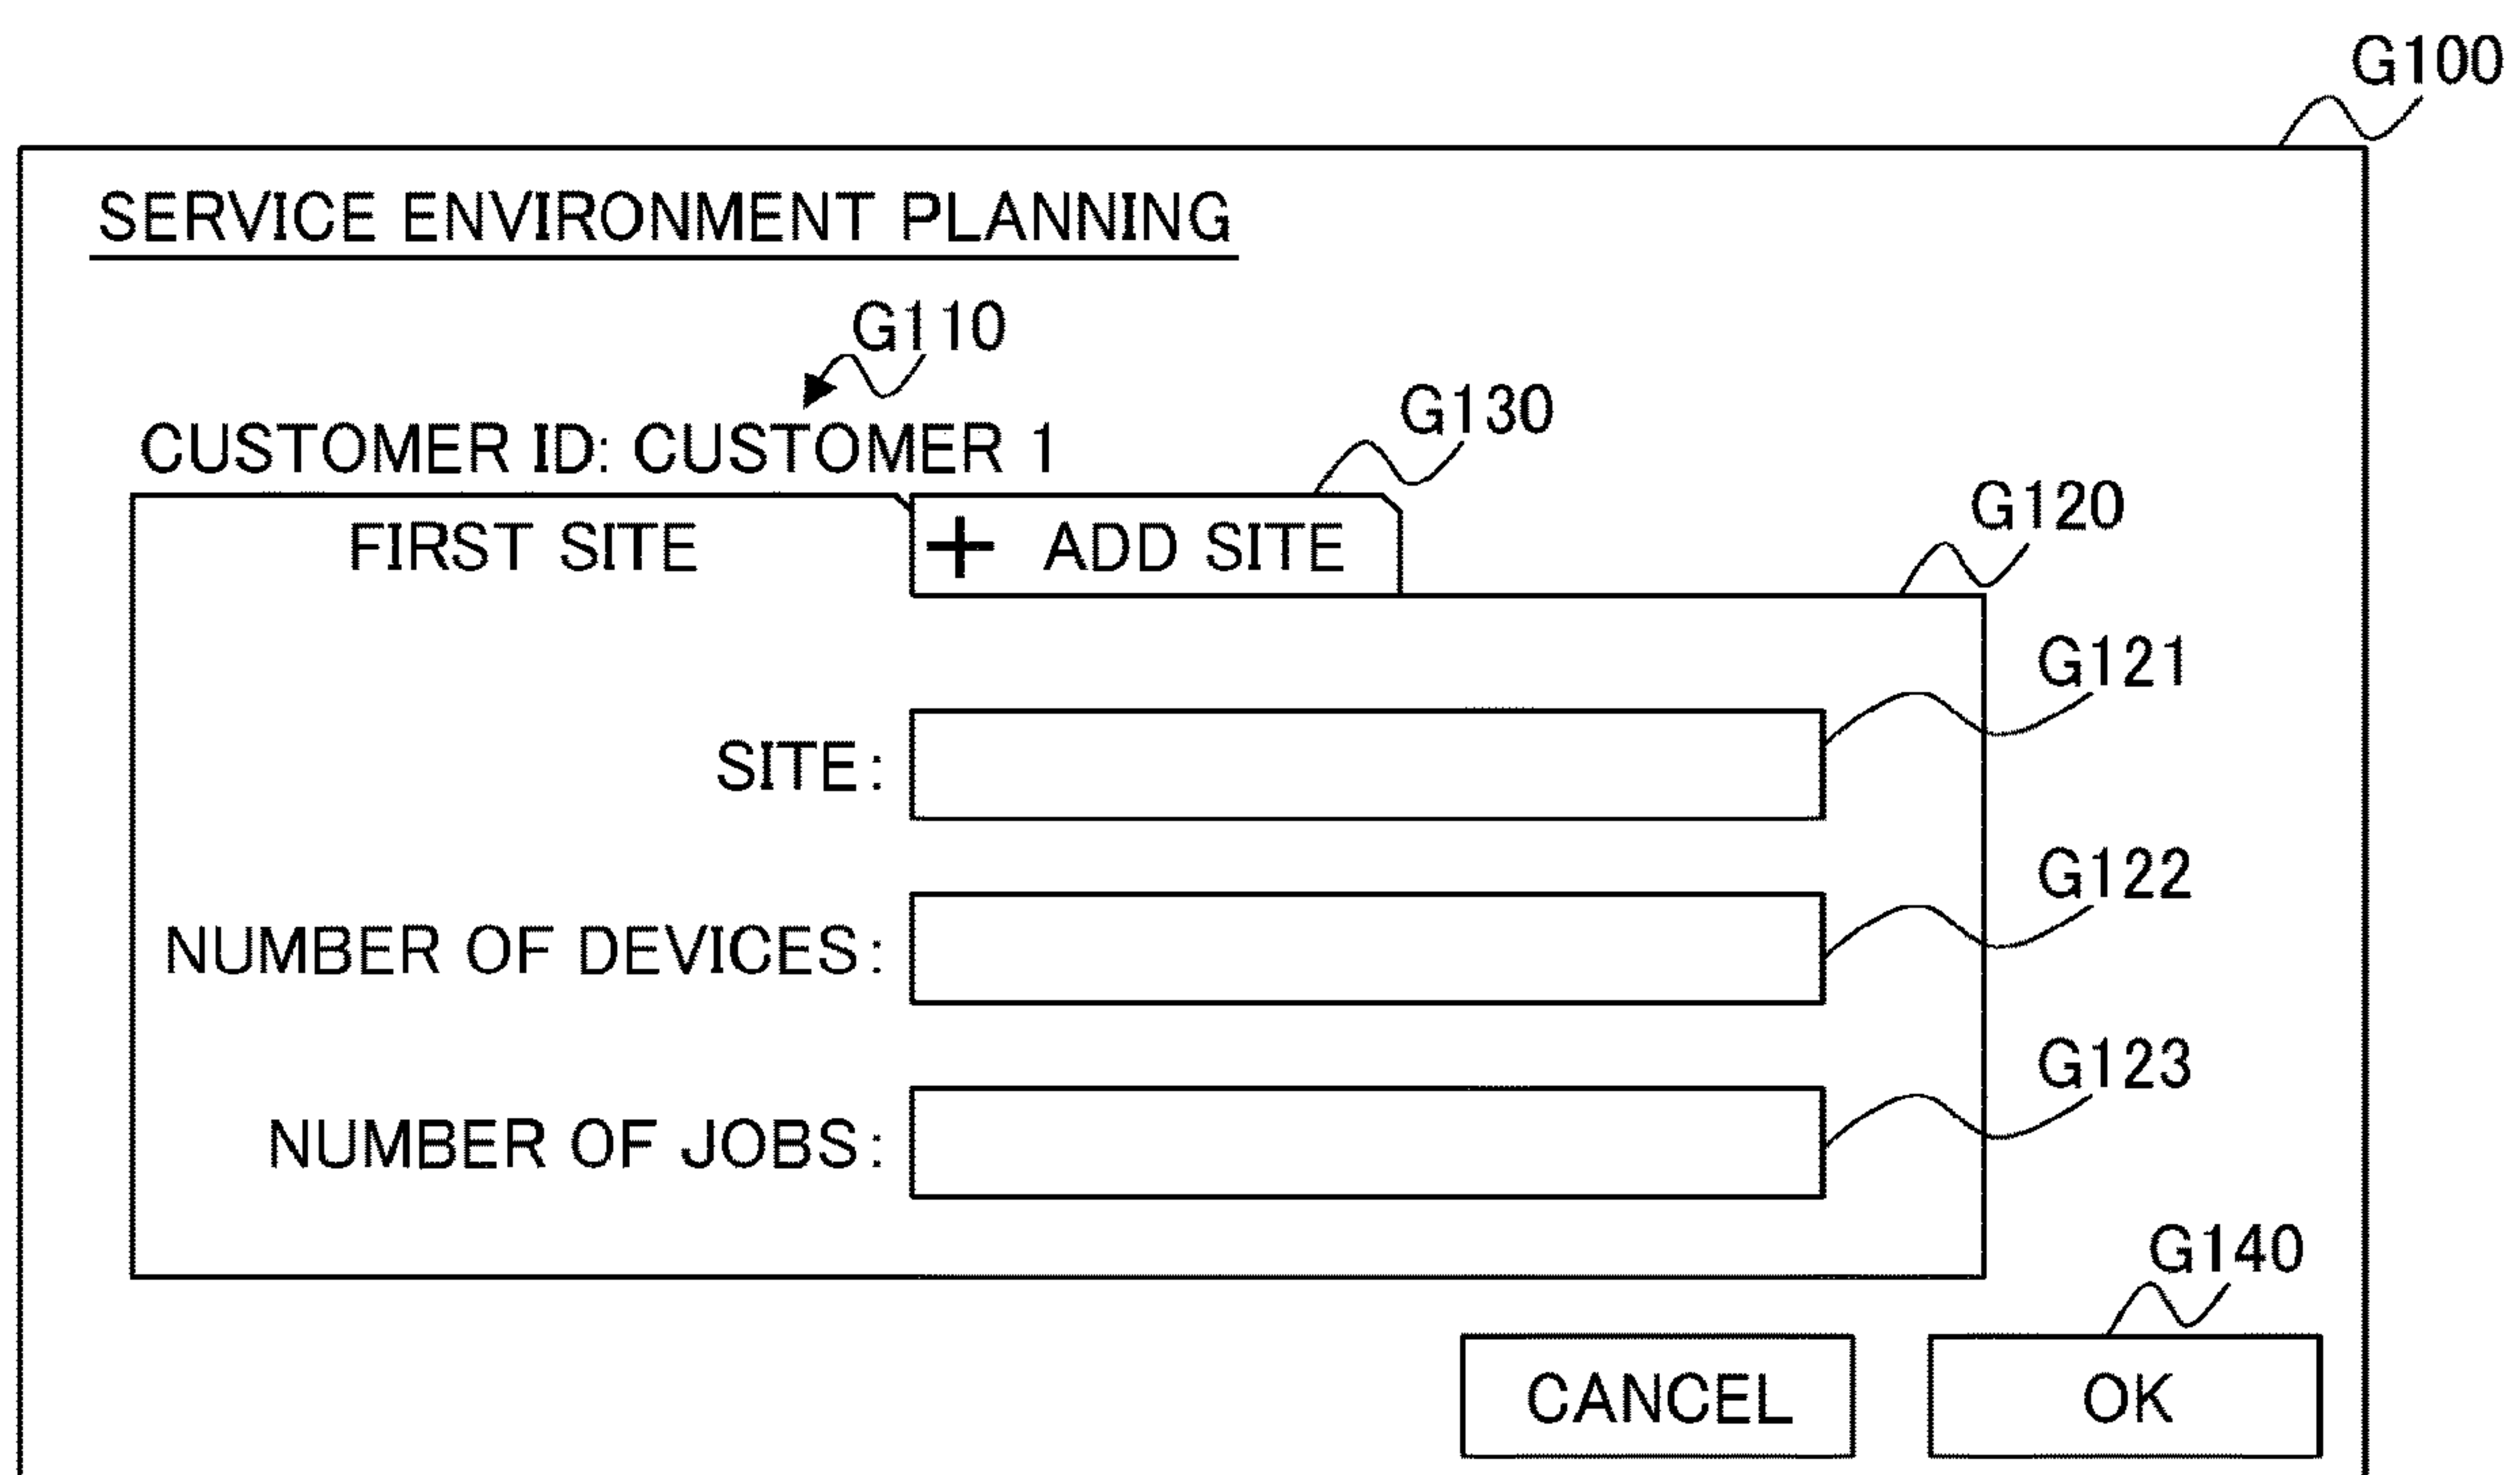 G100
SERVICE ENVIRONMENT PLANNING
G110
G130
CUSTOMER ID: CUSTOMER 1
G120
FIRST SITE
+ ADD SITE
G121
SITE:
G122
NUMBER OF DEVICES:
G123
NUMBER OF JOBS:
G140
CANCEL
OK